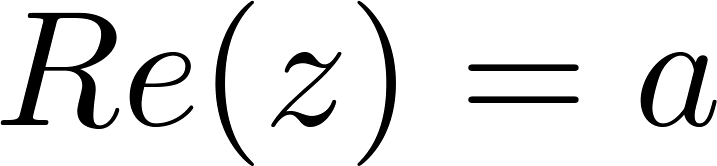 Re(z) = a